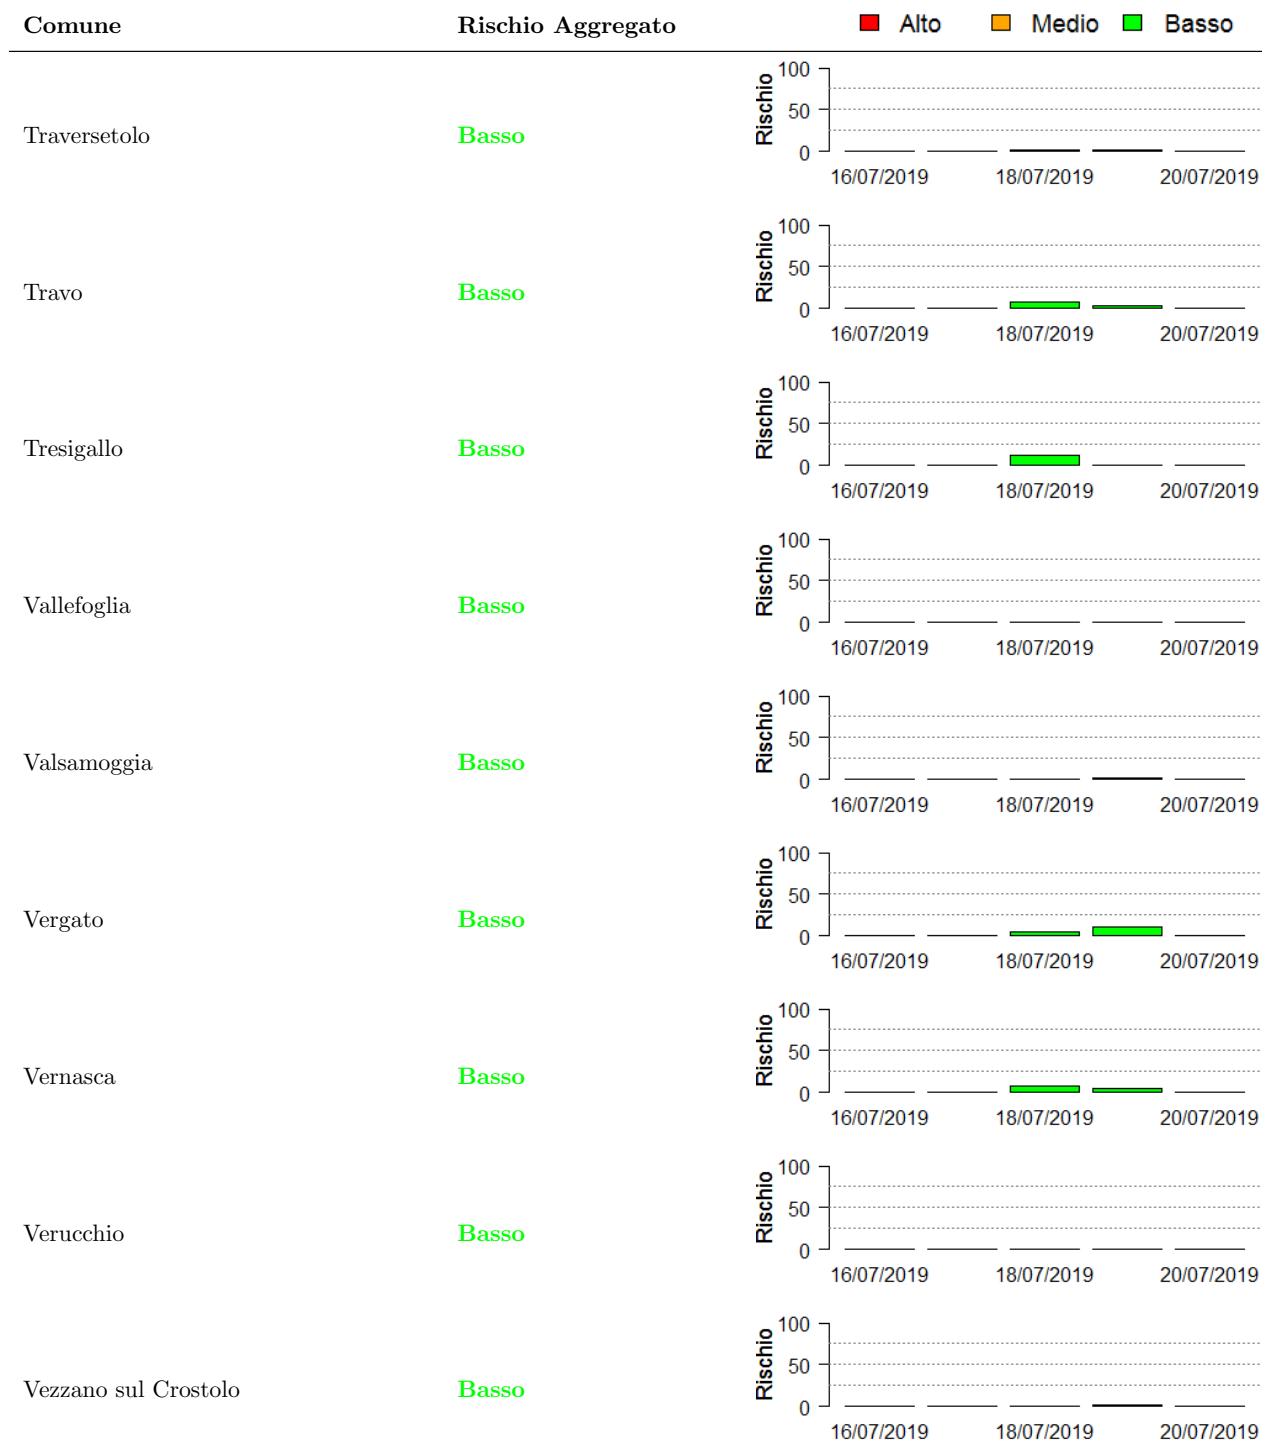 Comune Rischio Aggregato Alto Medio Basso
Traversetolo Basso Rischio 100 50 0
16/07/2019 18/07/2019 20/07/2019
Travo Basso Rischio 100 50 0
16/07/2019 18/07/2019 20/07/2019
Tresigallo Basso Rischio 100 50 0
16/07/2019 18/07/2019 20/07/2019
Vallefoglia Basso Rischio 100 50 0
16/07/2019 18/07/2019 20/07/2019
Valsamoggia Basso Rischio 100 50 0
16/07/2019 18/07/2019 20/07/2019
Vergato Basso Rischio 100 50 0
16/07/2019 18/07/2019 20/07/2019
Vernasca Basso Rischio 100 50 0
16/07/2019 18/07/2019 20/07/2019
Verucchio Basso Rischio 100 50 0
16/07/2019 18/07/2019 20/07/2019
Vezzano sul Crostolo Basso Rischio 100 50 0
16/07/2019 18/07/2019 20/07/2019